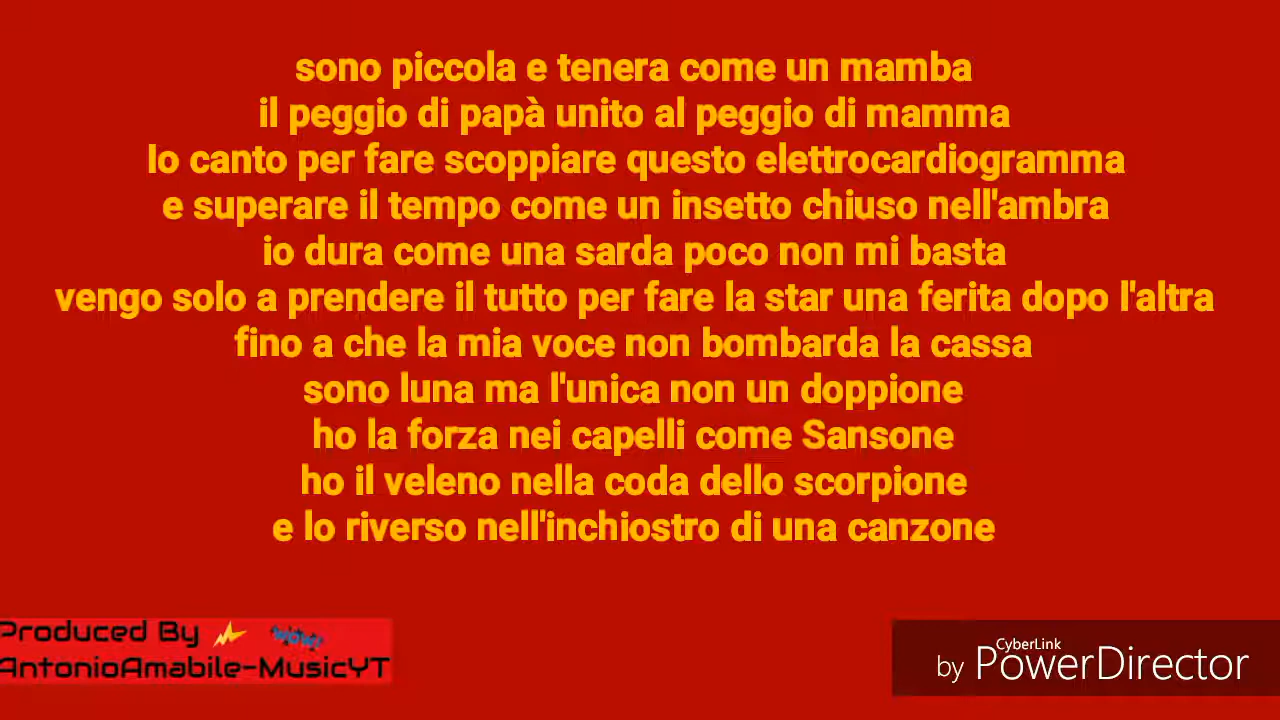 sono piccola e tenera come un mamba
il peggio di papà unito al peggio di mamma
Io canto per fare scoppiare questo elettrocardiogramma
e superare il tempo come un insetto chiuso nell'ambra
io dura come una sarda poco non mi basta
vengo solo a prendere il tutto per fare la star una ferita dopo l'altra
fino a che la mia voce non bombarda la cassa
sono luna ma l'unica non un doppione
ho la forza nei capelli come Sansone
ho il veleno nella coda dello scorpione
e lo riverso nell'inchiostro di una canzone
Produced By ⚡ WOW!
AntonioAmabile-MusicYT
CyberLink
by PowerDirector